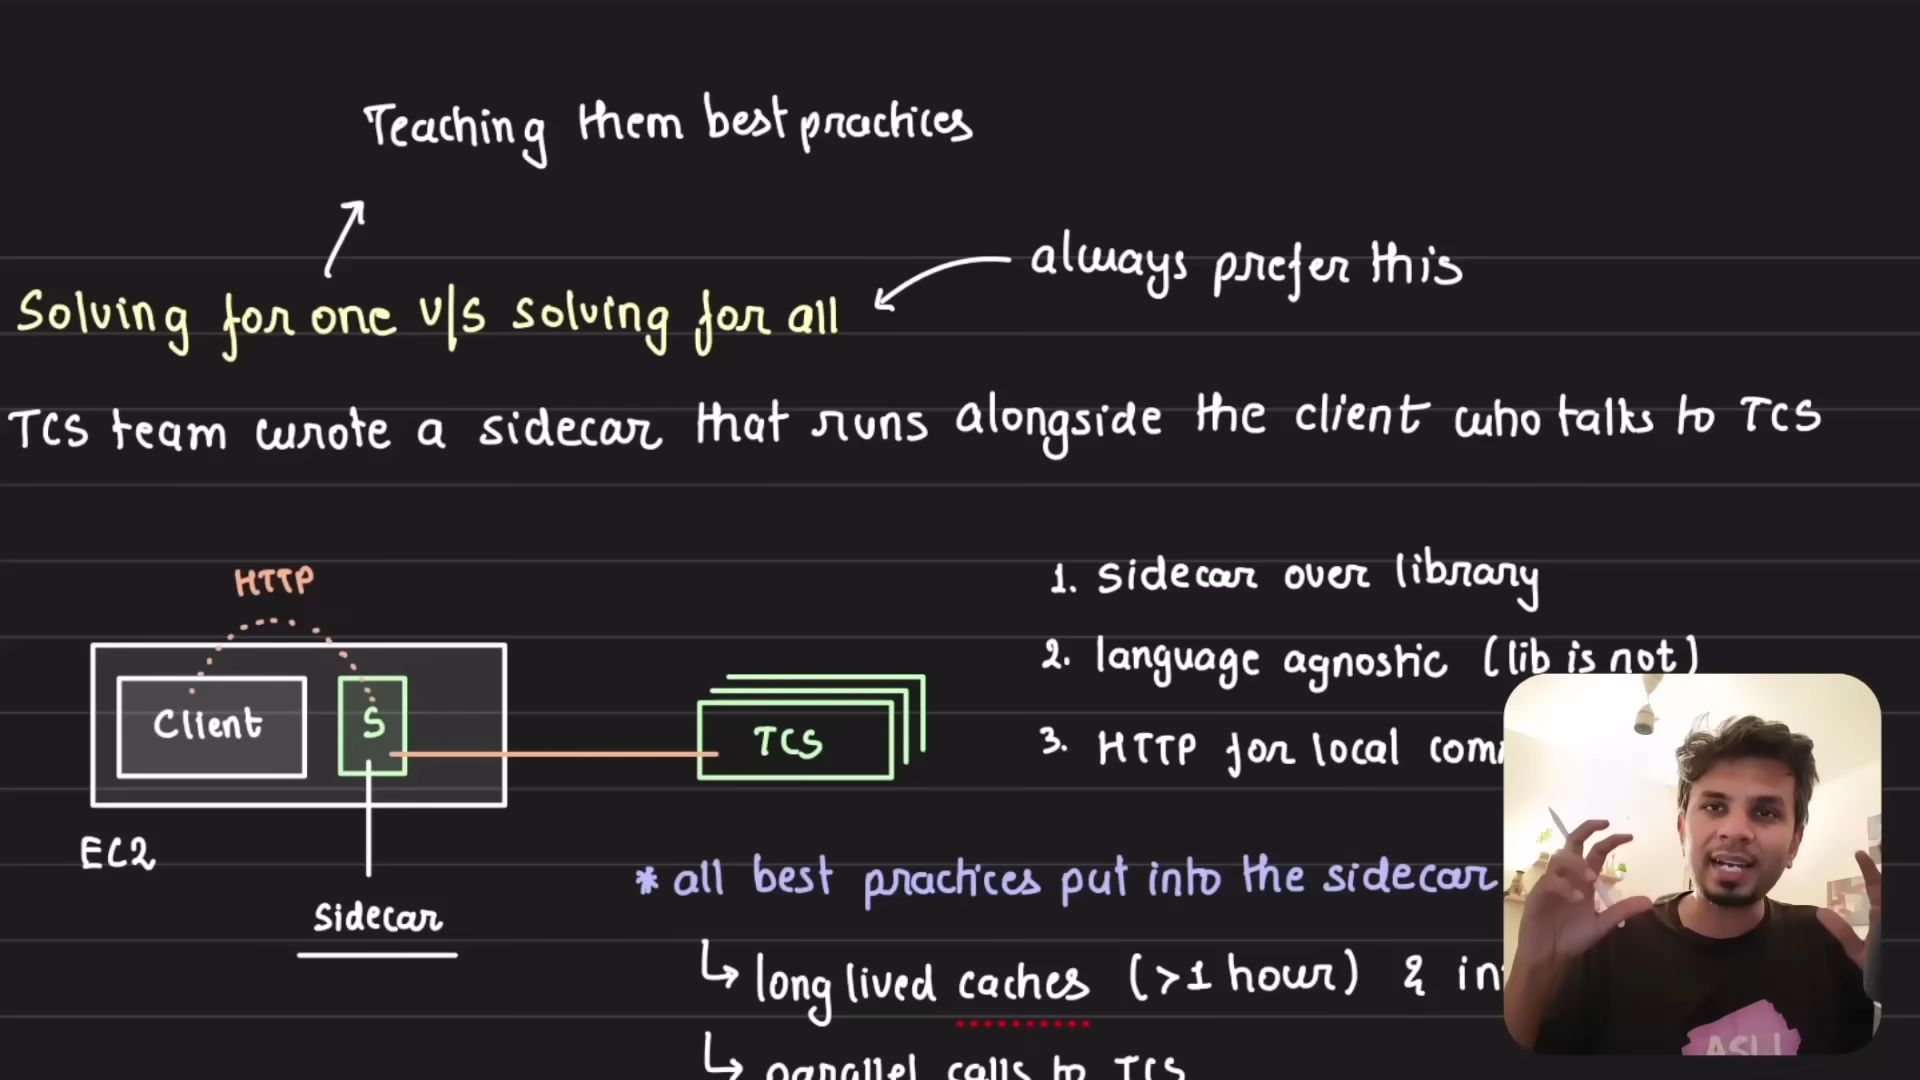 Teaching them best practices
always prefer this
Solving for one v/s solving for all
TCS team wrote a sidecar that runs alongside the client who talks to TCS
HTTP
Client
S
TCS
EC2
Sidecar
1. Sidecar over library
2. language agnostic (lib is not)
3. HTTP for local
* all best practices put into the sidecar
↳ long lived caches (>1 hour) &
↳ parallel calls to TCS